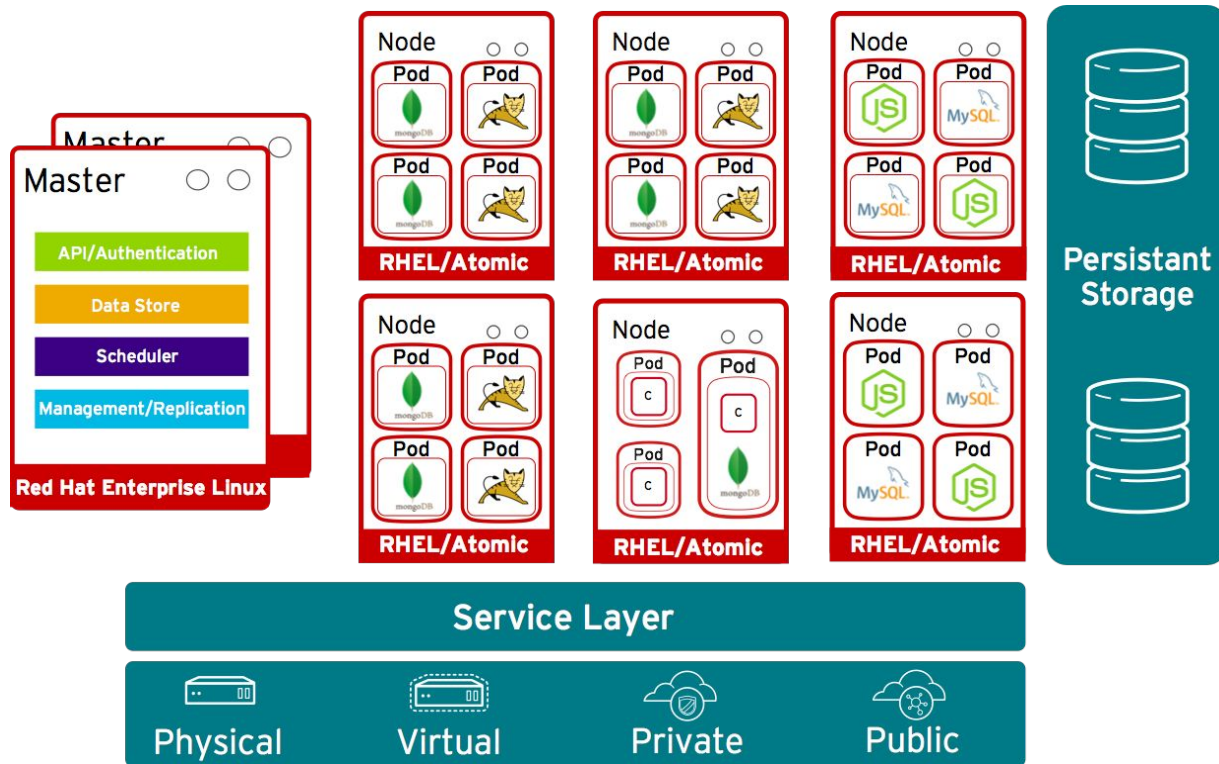 Master
Master
API/Authentication
Data Store
Scheduler
Management/Replication
Red Hat Enterprise Linux
Node
Pod
Pod
mongoDB
Pod
Pod
mongoDB
RHEL/Atomic
Node
Pod
Pod
mongoDB
Pod
Pod
mongoDB
RHEL/Atomic
Node
Pod
Pod
JS
MySQL
Pod
Pod
MySQL
JS
RHEL/Atomic
Node
Pod
Pod
mongoDB
Pod
Pod
mongoDB
RHEL/Atomic
Node
Pod
C
Pod
C
Pod
C
mongoDB
RHEL/Atomic
Node
Pod
Pod
JS
MySQL
Pod
Pod
MySQL
JS
RHEL/Atomic
Persistant
Storage
Service Layer
Physical
Virtual
Private
Public